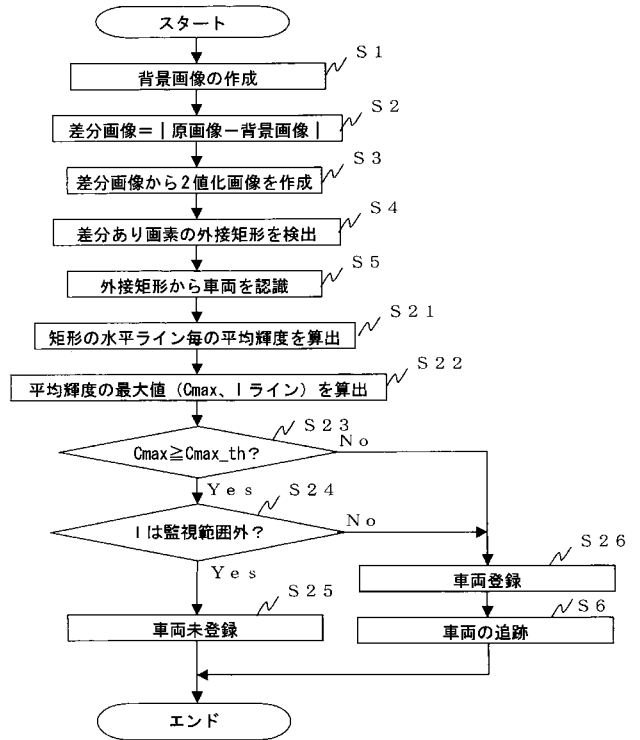 スタート
S1
背景画像の作成
S2
差分画像=|原画像-背景画像|
S3
差分画像から2値化画像を作成
S4
差分あり画素の外接矩形を検出
S5
外接矩形から車両を認識
S21
矩形の水平ライン毎の平均輝度を算出
S22
平均輝度の最大値(Cmax、lライン)を算出
S23
Cmax≧Cmax_th?
No
Yes
S24
lは監視範囲外?
No
Yes
S26
車両登録
S25
車両未登録
S6
車両の追跡
エンド